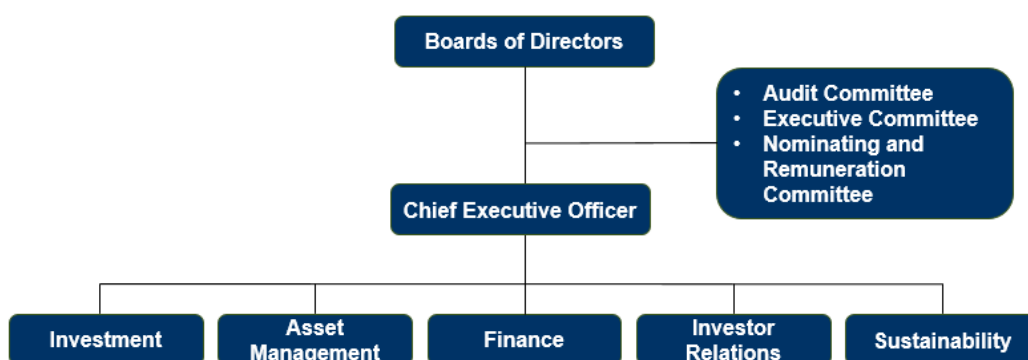 Boards of Directors
• Audit Committee
• Executive Committee
• Nominating and
Remuneration
Committee
Chief Executive Officer
Investment
Asset
Management
Finance
Investor
Relations
Sustainability